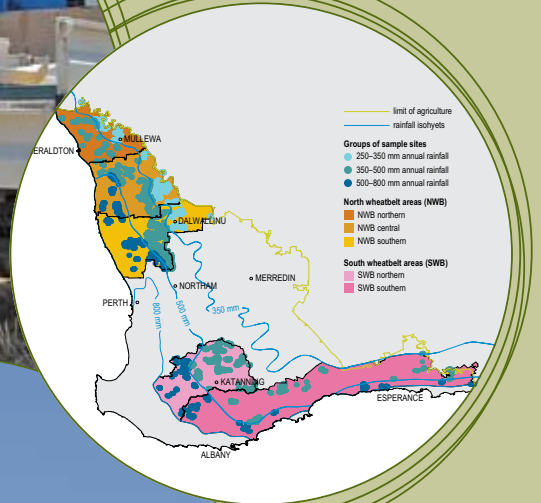 limit of agriculture
rainfall isohyets
Groups of sample sites
250–350 mm annual rainfall
350–500 mm annual rainfall
500–800 mm annual rainfall
North wheatbelt areas (NWB)
NWB northern
NWB central
NWB southern
South wheatbelt areas (SWB)
SWB northern
SWB southern
MULLEWA
ERALDTON
DALWALLINU
MERREDIN
NORTHAM
PERTH
800 mm
500 mm
350 mm
KATANNING
ESPERANCE
ALBANY